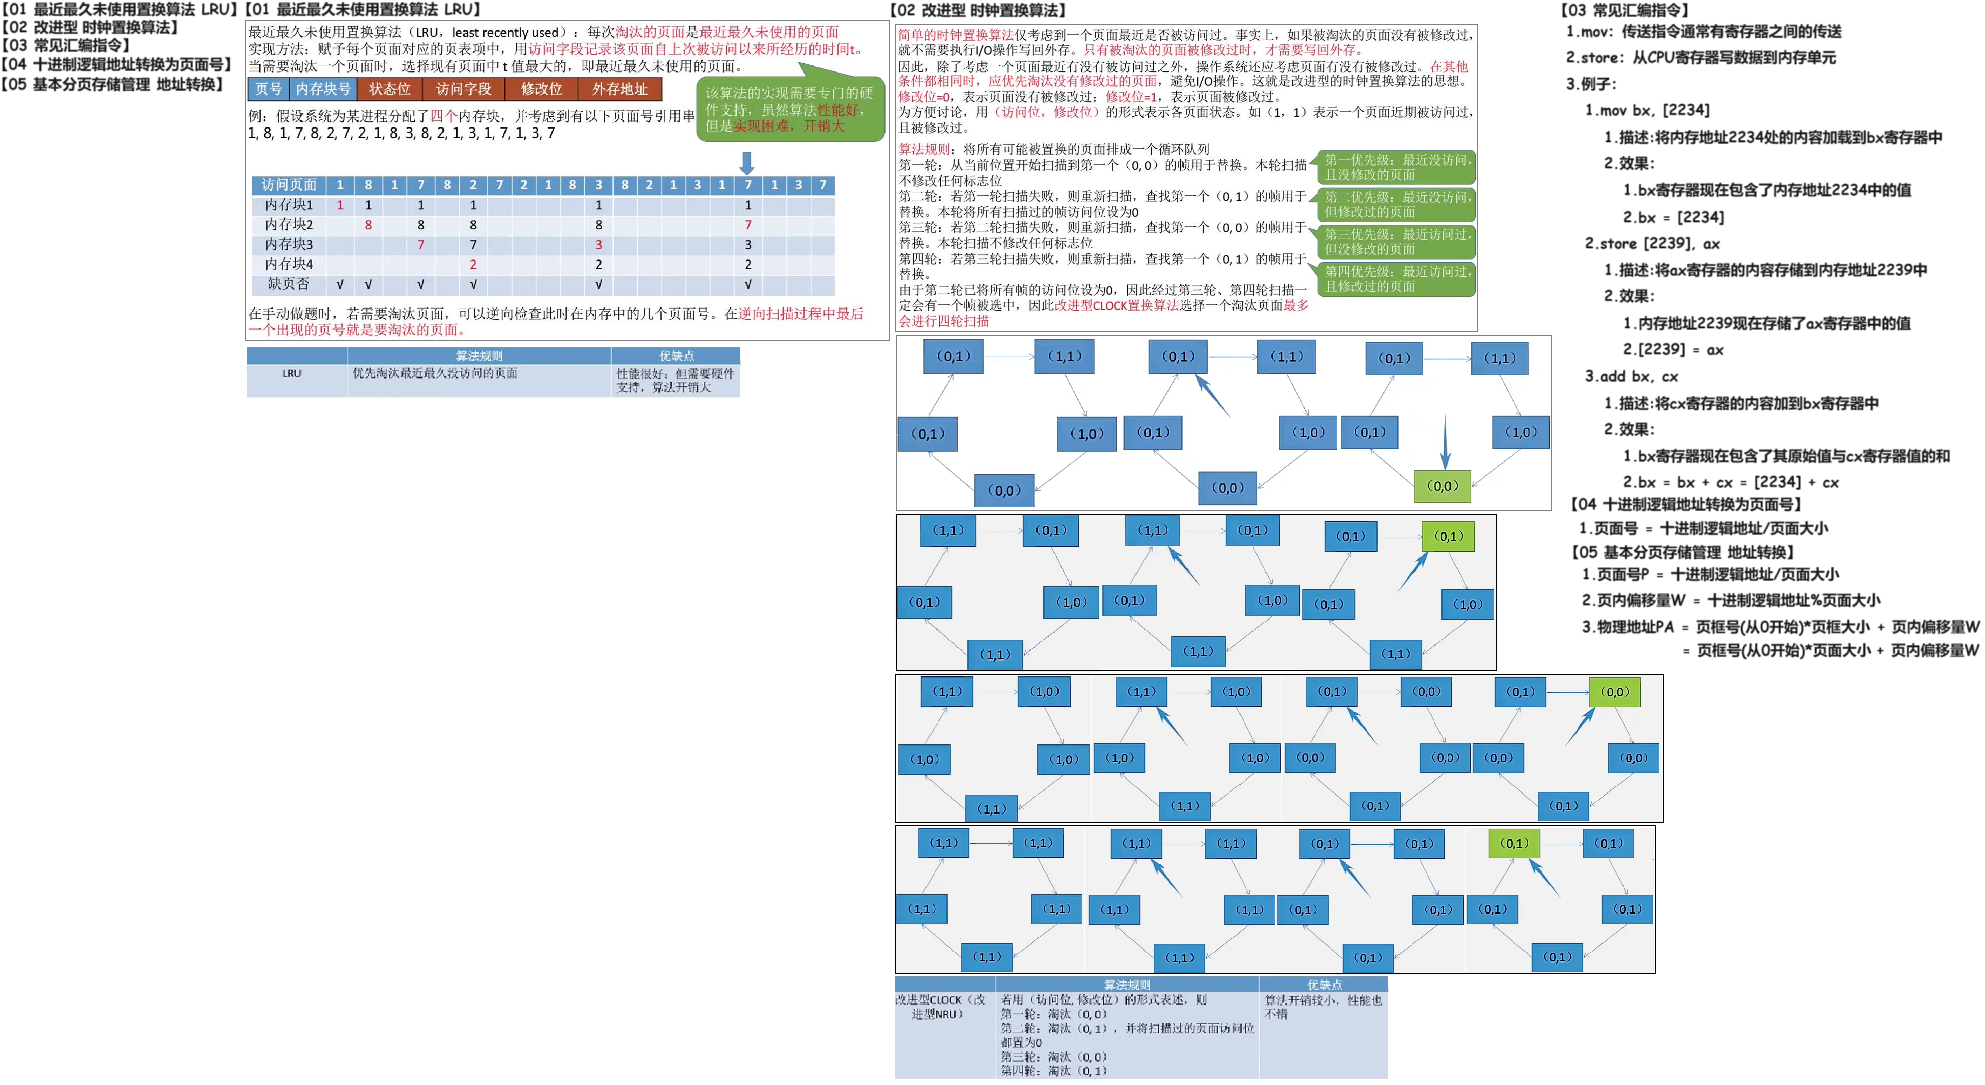 【01 最近最久未使用置换算法 LRU】
【02 改进型 时钟置换算法】
【03 常见汇编指令】
【04 十进制逻辑地址转换为页面号】
【05 基本分页存储管理 地址转换】
【01 最近最久未使用置换算法 LRU】
最近最久未使用置换算法（LRU，least recently used）：每次淘汰的页面是最近最久未使用的页面
实现方法：赋予每个页面对应的页表项中，用访问字段记录该页面自上次被访问以来所经历的时间t。
当需要淘汰一个页面时，选择现有页面中 t 值最大的，即最近最久未使用的页面。
页号 内存块号 状态位 访问字段 修改位 外存地址
该算法的实现需要专门的硬
件支持，虽然算法性能好，
但是实现困难，开销大
例：假设系统为某进程分配了四个内存块，并考虑到有以下页面号引用串
1, 8, 1, 7, 8, 2, 7, 2, 1, 8, 3, 8, 2, 1, 3, 1, 7, 1, 3, 7
访问页面 1 8 1 7 8 2 7 2 1 8 3 8 2 1 3 1 7 1 3 7
内存块1 1 1 1 1 1 1
内存块2 8 8 8 8 7
内存块3 7 7 3 3
内存块4 2 2 2
缺页否 √ √ √ √ √ √
在手动做题时，若需要淘汰页面，可以逆向检查此时在内存中的几个页面号。在逆向扫描过程中最后
一个出现的页号就是要淘汰的页面。
算法规则 优缺点
LRU 优先淘汰最近最久没访问的页面 性能很好；但需要硬件
支持，算法开销大
【02 改进型 时钟置换算法】
简单的时钟置换算法仅考虑到一个页面最近是否被访问过。事实上，如果被淘汰的页面没有被修改过，
就不需要执行I/O操作写回外存。只有被淘汰的页面被修改过时，才需要写回外存。
因此，除了考虑一个页面最近有没有被访问过之外，操作系统还应考虑页面有没有被修改过。在其他
条件都相同时，应优先淘汰没有修改过的页面，避免I/O操作。这就是改进型的时钟置换算法的思想。
修改位=0，表示页面没有被修改过；修改位=1，表示页面被修改过。
为方便讨论，用（访问位，修改位）的形式表示各页面状态。如（1，1）表示一个页面近期被访问过，
且被修改过。
算法规则：将所有可能被置换的页面排成一个循环队列
第一轮：从当前位置开始扫描到第一个（0, 0）的帧用于替换。本轮扫描
不修改任何标志位
第二轮：若第一轮扫描失败，则重新扫描，查找第一个（0, 1）的帧用于
替换。本轮将所有扫描过的帧访问位设为0
第三轮：若第二轮扫描失败，则重新扫描，查找第一个（0, 0）的帧用于
替换。本轮扫描不修改任何标志位
第四轮：若第三轮扫描失败，则重新扫描，查找第一个（0, 1）的帧用于
替换。
由于第二轮已将所有帧的访问位设为0，因此经过第三轮、第四轮扫描一
定会有一个帧被选中，因此改进型CLOCK置换算法选择一个淘汰页面最多
会进行四轮扫描
第一优先级：最近没访问，
且没修改的页面
第二优先级：最近没访问，
但修改过的页面
第三优先级：最近访问过，
但没修改的页面
第四优先级：最近访问过，
且修改过的页面
（0,1） （1,1） （0,1） （1,1） （0,1） （1,1）
（0,1） （1,0） （0,1） （1,0） （0,1） （1,0）
（0,0） （0,0） （0,0）
（1,1） （0,1） （1,1） （0,1） （0,1） （0,1）
（0,1） （1,0） （0,1） （1,0） （0,1） （1,0）
（1,1） （1,1） （1,1）
（1,1） （1,0） （1,1） （1,0） （0,1） （0,0） （0,1） （0,0）
（1,0） （1,0） （1,0） （1,0） （0,0） （0,0） （0,0） （0,0）
（1,1） （1,1） （0,1） （0,1）
（1,1） （1,1） （1,1） （1,1） （0,1） （0,1） （0,1） （0,1）
（1,1） （1,1） （1,1） （1,1） （0,1） （0,1） （0,1） （0,1）
（1,1） （1,1） （0,1） （0,1）
算法规则 优缺点
改进型CLOCK（改
进型NRU）
若用（访问位, 修改位）的形式表述，则
第一轮：淘汰（0, 0）
第二轮：淘汰（0, 1），并将扫描过的页面访问位
都置为0
第三轮：淘汰（0, 0）
第四轮：淘汰（0, 1）
算法开销较小，性能也
不错
【03 常见汇编指令】
1.mov：传送指令通常有寄存器之间的传送
2.store：从CPU寄存器写数据到内存单元
3.例子：
1.mov bx, [2234]
1.描述:将内存地址2234处的内容加载到bx寄存器中
2.效果：
1.bx寄存器现在包含了内存地址2234中的值
2.bx = [2234]
2.store [2239], ax
1.描述:将ax寄存器的内容存储到内存地址2239中
2.效果：
1.内存地址2239现在存储了ax寄存器中的值
2.[2239] = ax
3.add bx, cx
1.描述:将cx寄存器的内容加到bx寄存器中
2.效果：
1.bx寄存器现在包含了其原始值与cx寄存器值的和
2.bx = bx + cx = [2234] + cx
【04 十进制逻辑地址转换为页面号】
1.页面号 = 十进制逻辑地址/页面大小
【05 基本分页存储管理 地址转换】
1.页面号P = 十进制逻辑地址/页面大小
2.页内偏移量W = 十进制逻辑地址%页面大小
3.物理地址PA = 页框号(从0开始)*页框大小 + 页内偏移量W
= 页框号(从0开始)*页面大小 + 页内偏移量W